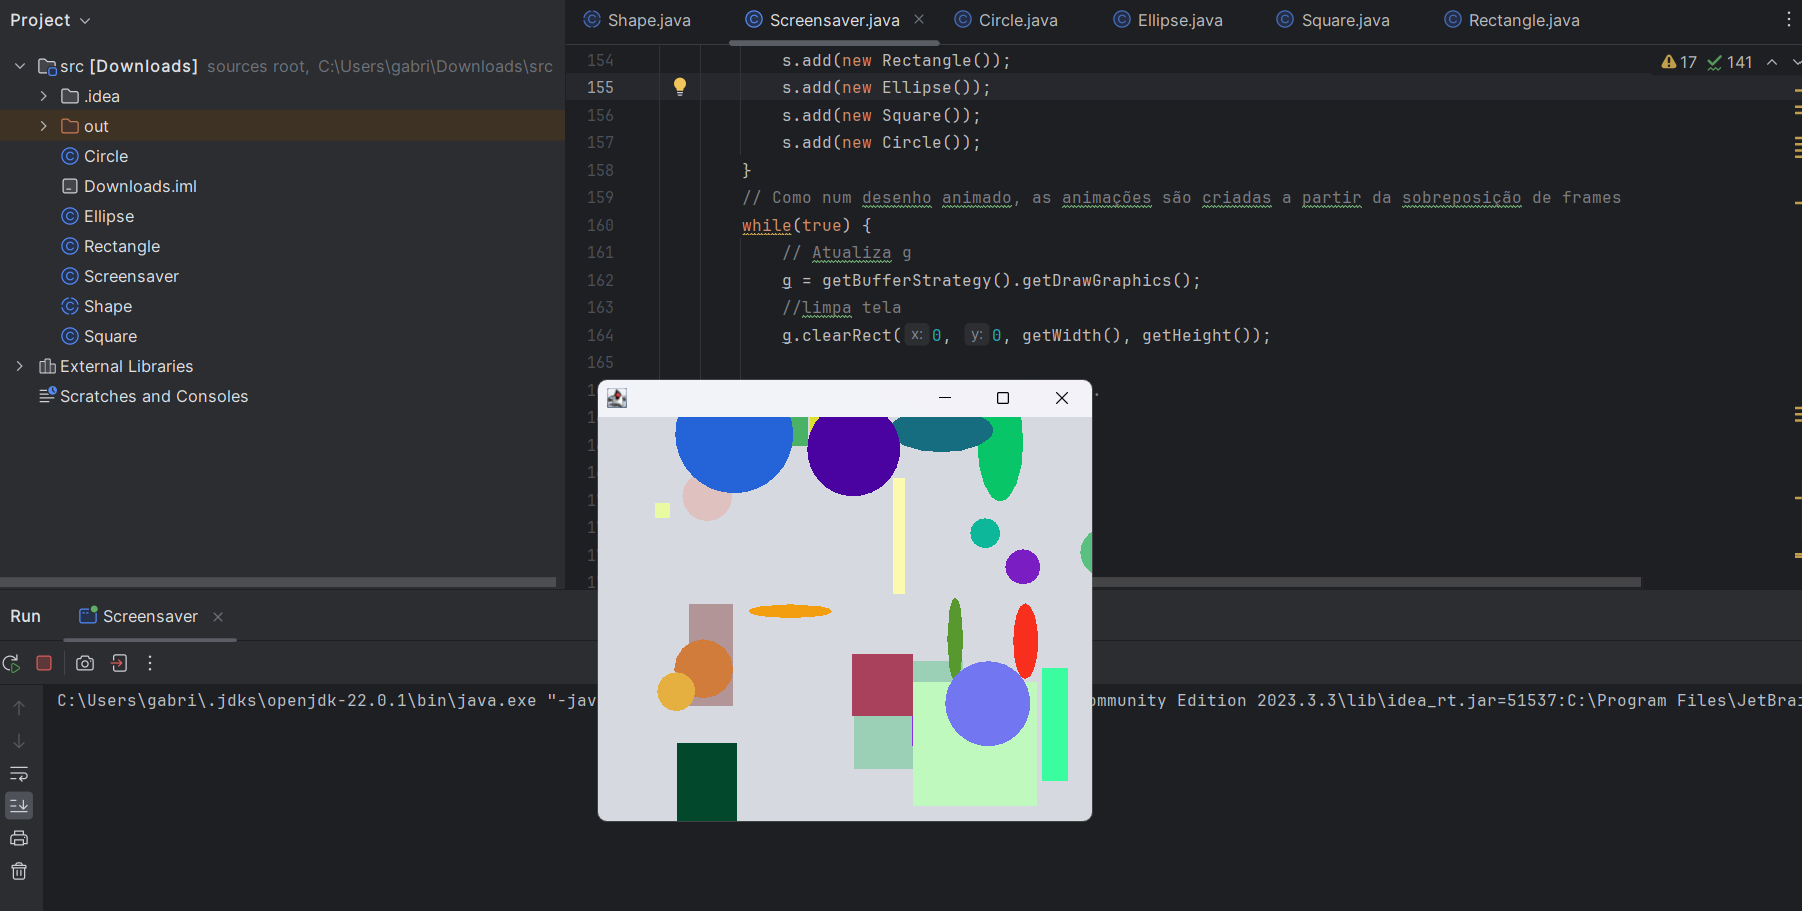 Project
Shape.java
Screensaver.java
Circle.java
Ellipse.java
Square.java
Rectangle.java
src [Downloads] sources root, C:\Users\gabri\Downloads\src
.idea
out
Circle
Downloads.iml
Ellipse
Rectangle
Screensaver
Shape
Square
External Libraries
Scratches and Consoles
17 141
154 s.add(new Rectangle());
155 s.add(new Ellipse());
156 s.add(new Square());
157 s.add(new Circle());
158 }
159 // Como num desenho animado, as animações são criadas a partir da sobreposição de frames
160 while(true) {
161 // Atualiza g
162 g = getBufferStrategy().getDrawGraphics();
163 //limpa tela
164 g.clearRect( x: 0, y: 0, getWidth(), getHeight());
165
Run
Screensaver
C:\Users\gabri\.jdks\openjdk-22.0.1\bin\java.exe "-jav ommunity Edition 2023.3.3\lib\idea_rt.jar=51537:C:\Program Files\JetBrai